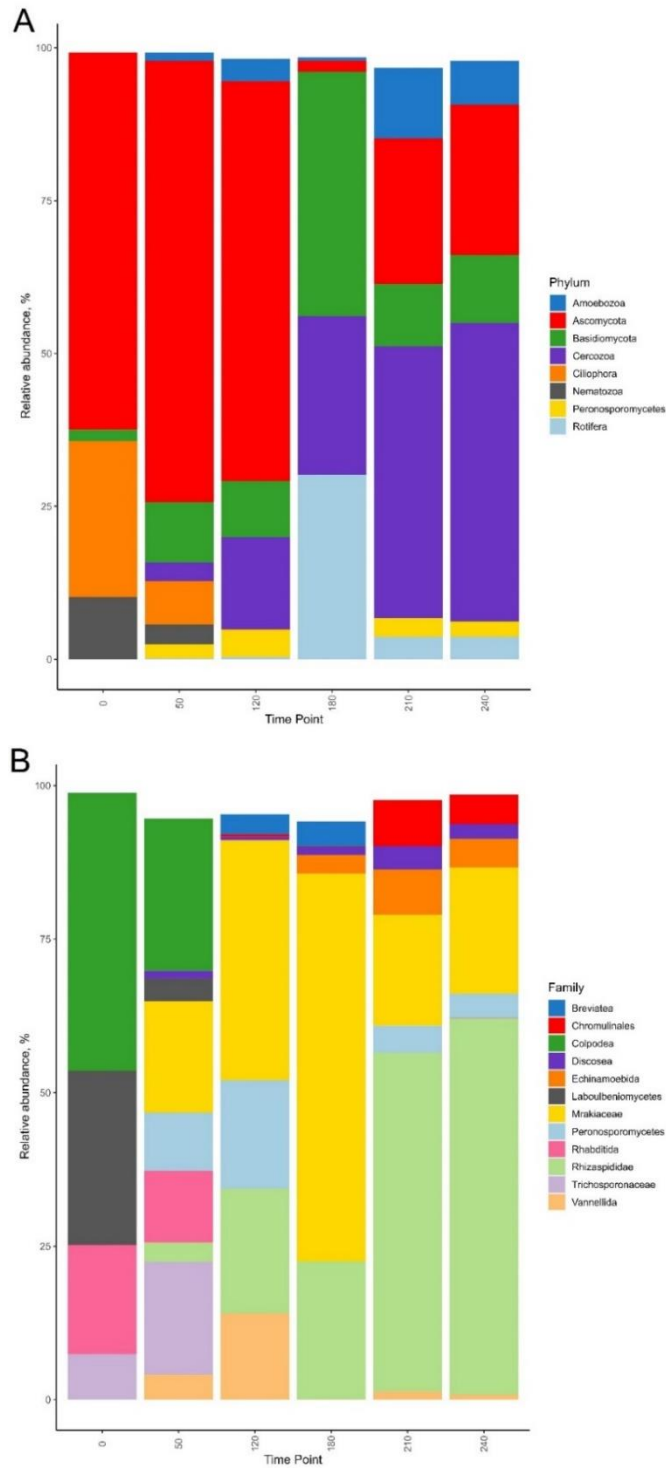 A
100
75
50
25
0
Relative abundance, %
0
50
120
180
210
240
Time Point
Phylum
Amoebozoa
Ascomycota
Basidiomycota
Cercozoa
Ciliophora
Nematozoa
Peronosporomycetes
Rotifera
B
100
75
50
25
0
Relative abundance, %
0
50
120
180
210
240
Time Point
Family
Breviatea
Chromulinales
Colpodea
Discosea
Echinamoebida
Laboulbeniomycetes
Mrakiaceae
Peronosporomycetes
Rhabditida
Rhizaspididae
Trichosporonaceae
Vannellida